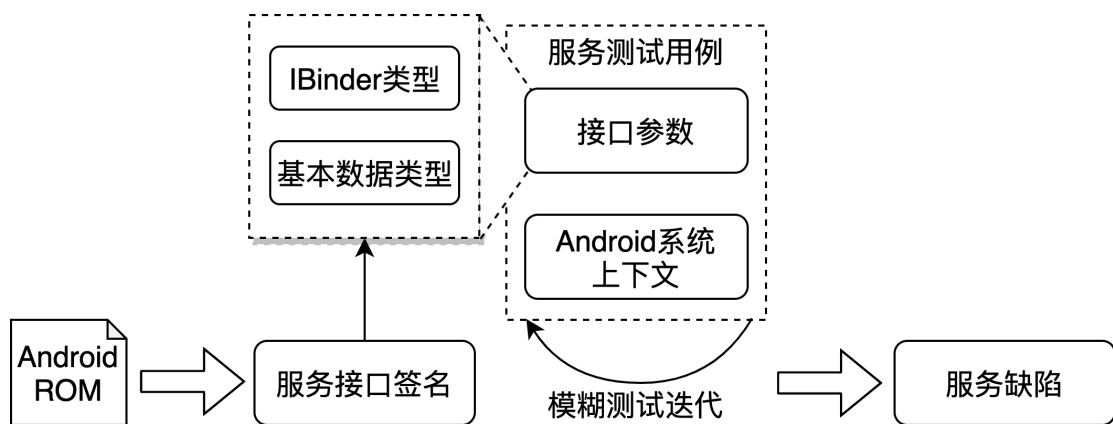 IBinder类型
基本数据类型
服务测试用例
接口参数
Android系统
上下文
Android
ROM
服务接口签名
模糊测试迭代
服务缺陷